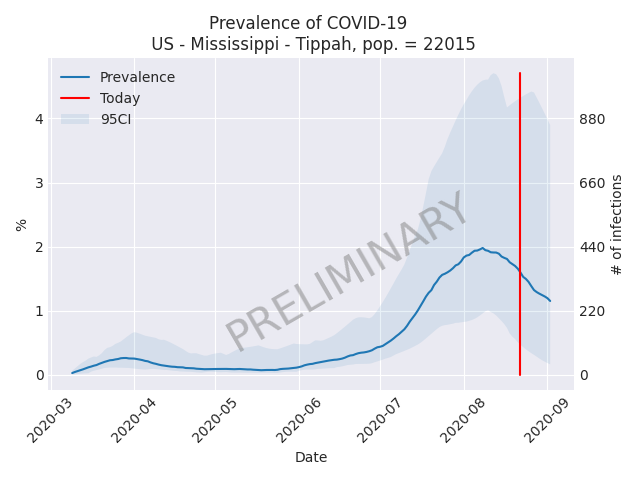 Prevalence of COVID-19
US - Mississippi - Tippah, pop. = 22015
Prevalence
Today
95CI
%
4
3
2
1
0
880
660
440
220
0
# of infections
PRELIMINARY
2020-03
2020-04
2020-05
2020-06
2020-07
2020-08
2020-09
Date